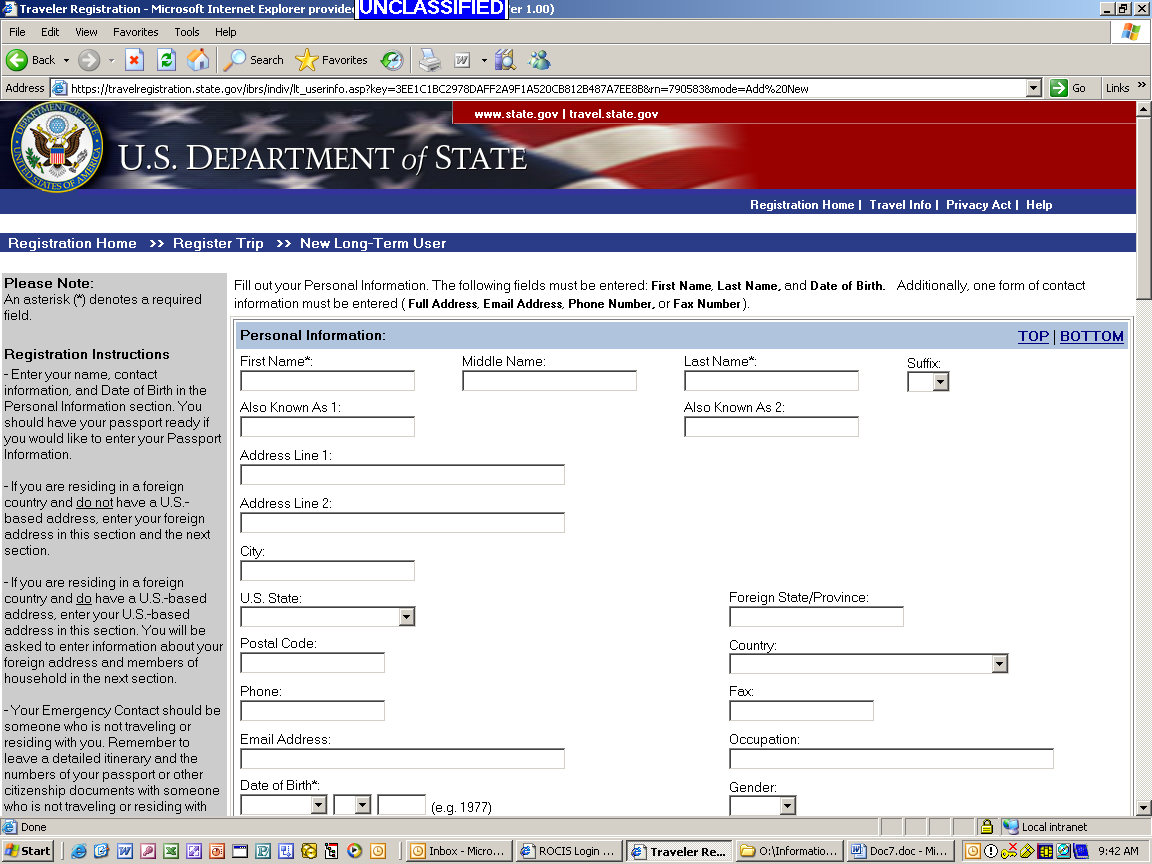 Traveler Registration - Microsoft Internet Explorer provided
UNCLASSIFIED
er 1.00)
File Edit View Favorites Tools Help
Back Search Favorites
Address https://travelregistration.state.gov/ibrs/indiv/lt_userinfo.asp?key=3EE1C1BC2978DAFF2A9F1A520CB812B487A7EE8B&rn=790583&mode=Add%20New Go Links »
www.state.gov | travel.state.gov
U.S. DEPARTMENT of STATE
Registration Home | Travel Info | Privacy Act | Help
Registration Home >> Register Trip >> New Long-Term User
Please Note:
An asterisk (*) denotes a required
field.
Registration Instructions
- Enter your name, contact
information, and Date of Birth in the
Personal Information section. You
should have your passport ready if
you would like to enter your Passport
Information.
- If you are residing in a foreign
country and do not have a U.S.-
based address, enter your foreign
address in this section and the next
section.
- If you are residing in a foreign
country and do have a U.S.-based
address, enter your U.S.-based
address in this section. You will be
asked to enter information about your
foreign address and members of
household in the next section.
- Your Emergency Contact should be
someone who is not traveling or
residing with you. Remember to
leave a detailed itinerary and the
numbers of your passport or other
citizenship documents with someone
who is not traveling or residing with
Fill out your Personal Information. The following fields must be entered: First Name, Last Name, and Date of Birth. Additionally, one form of contact
information must be entered ( Full Address, Email Address, Phone Number, or Fax Number).
Personal Information: TOP | BOTTOM
First Name*: Middle Name: Last Name*: Suffix:
Also Known As 1: Also Known As 2:
Address Line 1:
Address Line 2:
City:
U.S. State: Foreign State/Province:
Postal Code: Country:
Phone: Fax:
Email Address: Occupation:
Date of Birth*: Gender:
(e.g. 1977)
Done Local intranet
Start Inbox - Micro... ROCIS Login ... Traveler Re... O:\Informatio... Doc7.doc - Mi... 9:42 AM